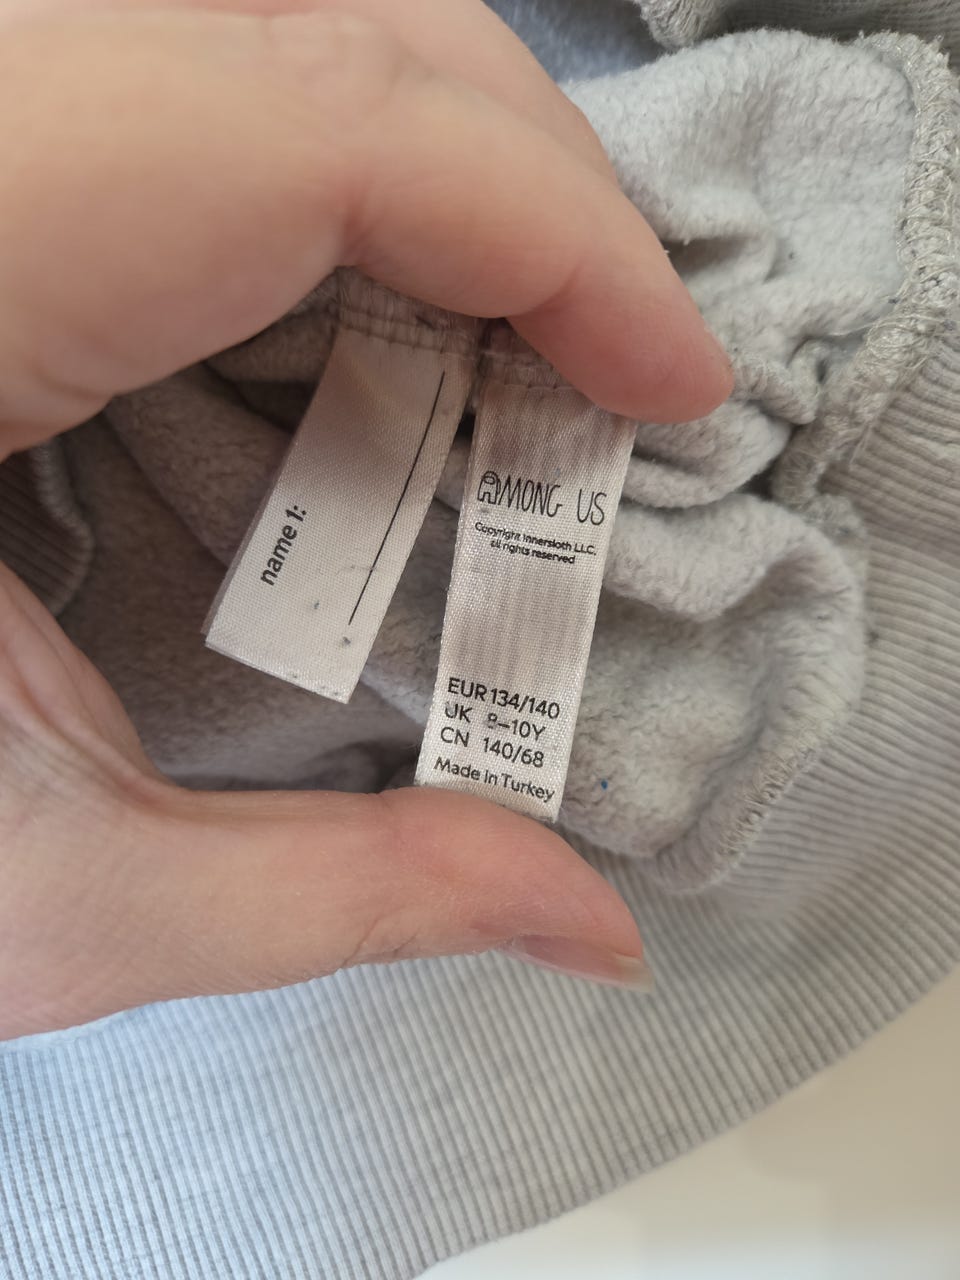 name 1:
AMONG US
Copyright Innersloth LLC.
all rights reserved
EUR 134/140
UK 8-10Y
CN 140/68
Made in Turkey